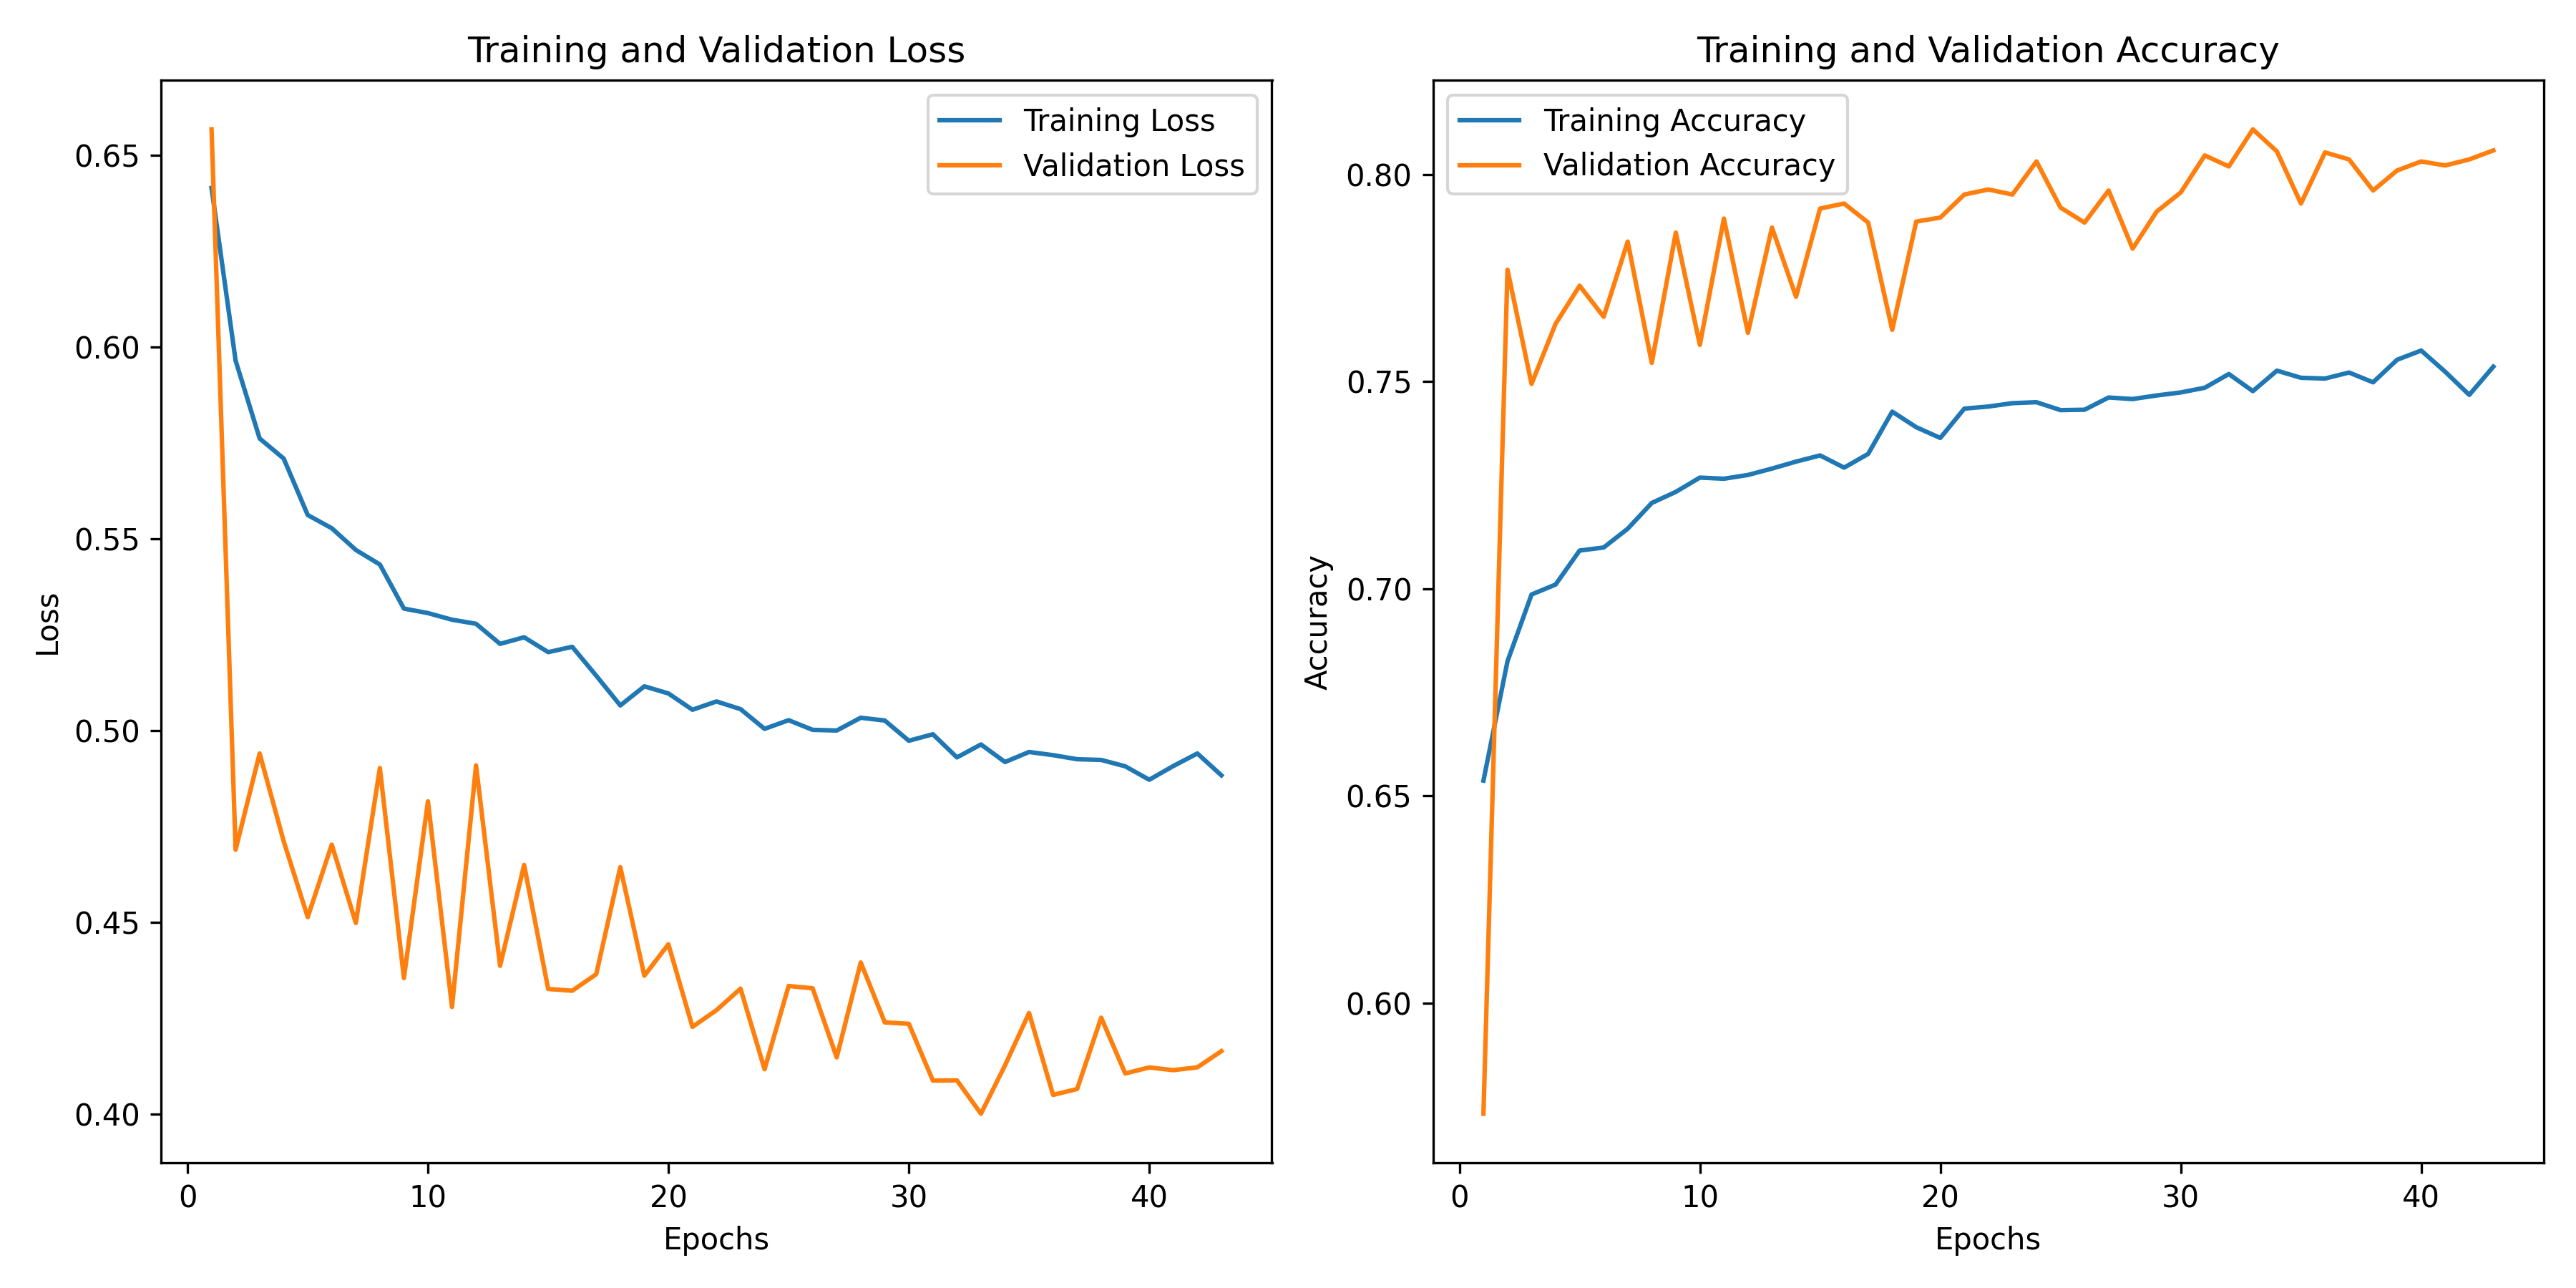 Training and Validation Loss
Training Loss
Validation Loss
0.65
0.60
0.55
0.50
0.45
0.40
Loss
0 10 20 30 40
Epochs
Training and Validation Accuracy
Training Accuracy
Validation Accuracy
0.80
0.75
0.70
0.65
0.60
Accuracy
0 10 20 30 40
Epochs